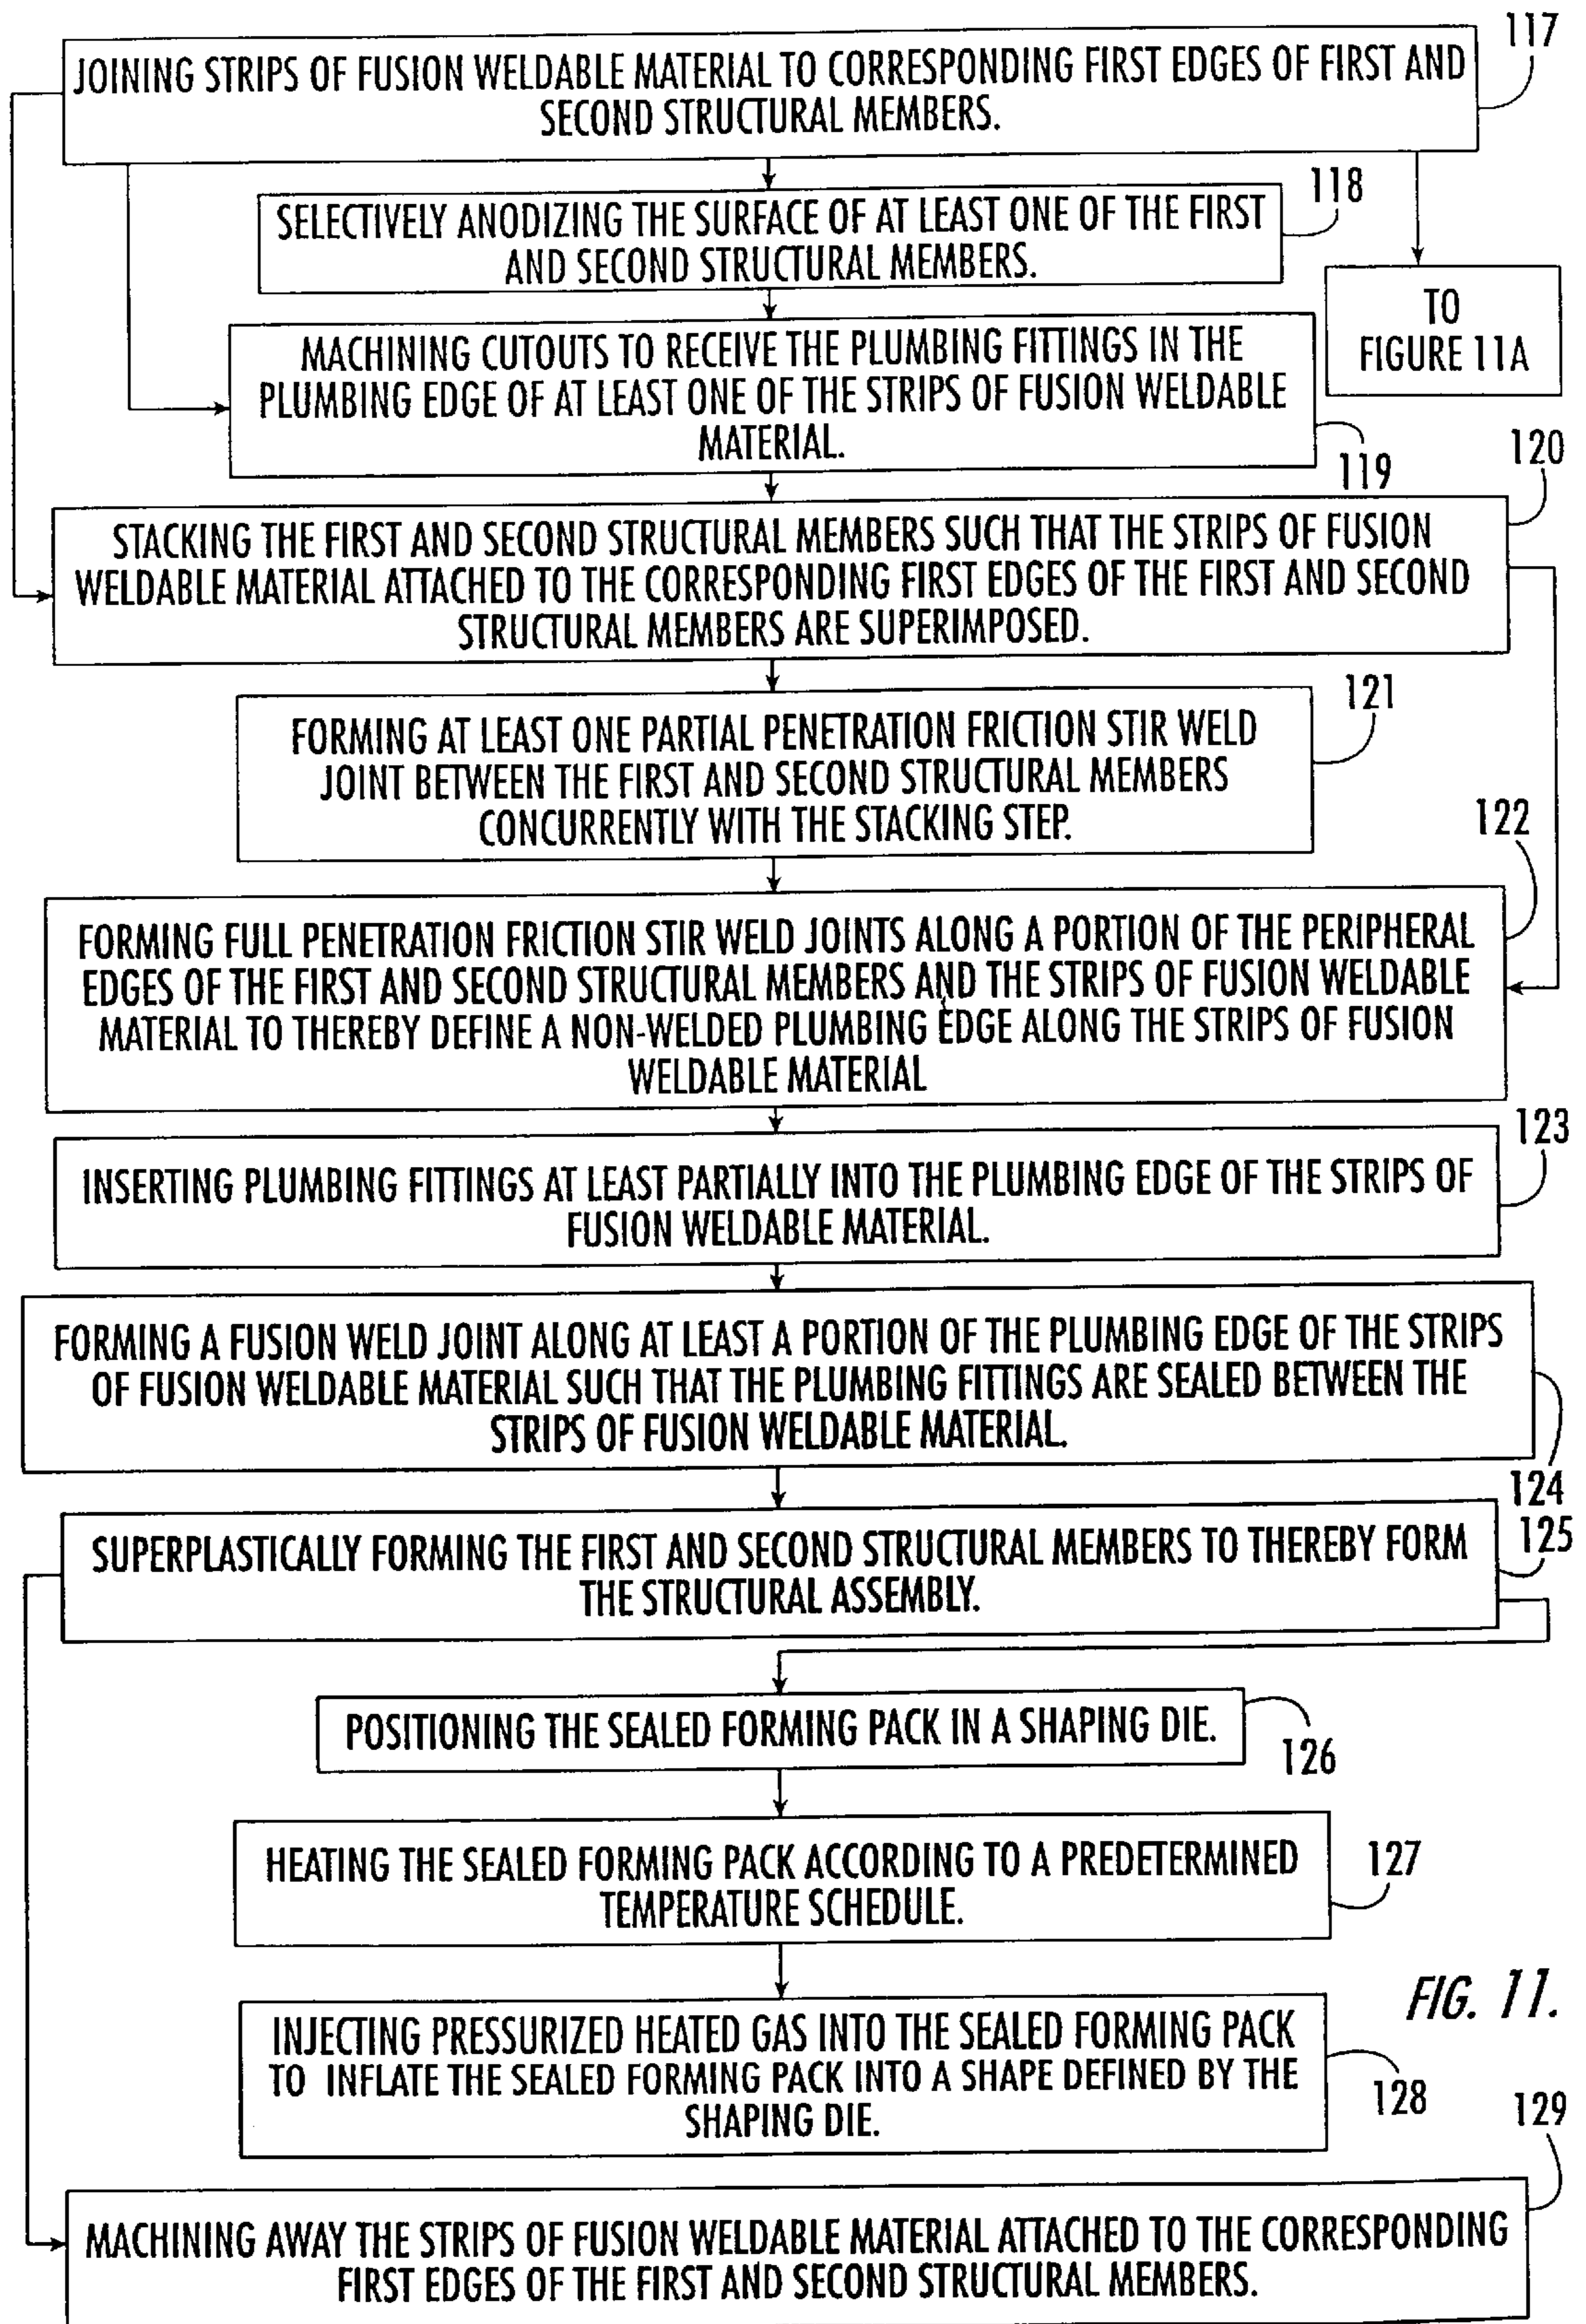 117
JOINING STRIPS OF FUSION WELDABLE MATERIAL TO CORRESPONDING FIRST EDGES OF FIRST AND
SECOND STRUCTURAL MEMBERS.
118
SELECTIVELY ANODIZING THE SURFACE OF AT LEAST ONE OF THE FIRST
AND SECOND STRUCTURAL MEMBERS.
TO
FIGURE 11A
MACHINING CUTOUTS TO RECEIVE THE PLUMBING FITTINGS IN THE
PLUMBING EDGE OF AT LEAST ONE OF THE STRIPS OF FUSION WELDABLE
MATERIAL.
119
120
STACKING THE FIRST AND SECOND STRUCTURAL MEMBERS SUCH THAT THE STRIPS OF FUSION
WELDABLE MATERIAL ATTACHED TO THE CORRESPONDING FIRST EDGES OF THE FIRST AND SECOND
STRUCTURAL MEMBERS ARE SUPERIMPOSED.
121
FORMING AT LEAST ONE PARTIAL PENETRATION FRICTION STIR WELD
JOINT BETWEEN THE FIRST AND SECOND STRUCTURAL MEMBERS
CONCURRENTLY WITH THE STACKING STEP.
122
FORMING FULL PENETRATION FRICTION STIR WELD JOINTS ALONG A PORTION OF THE PERIPHERAL
EDGES OF THE FIRST AND SECOND STRUCTURAL MEMBERS AND THE STRIPS OF FUSION WELDABLE
MATERIAL TO THEREBY DEFINE A NON-WELDED PLUMBING EDGE ALONG THE STRIPS OF FUSION
WELDABLE MATERIAL
123
INSERTING PLUMBING FITTINGS AT LEAST PARTIALLY INTO THE PLUMBING EDGE OF THE STRIPS OF
FUSION WELDABLE MATERIAL.
FORMING A FUSION WELD JOINT ALONG AT LEAST A PORTION OF THE PLUMBING EDGE OF THE STRIPS
OF FUSION WELDABLE MATERIAL SUCH THAT THE PLUMBING FITTINGS ARE SEALED BETWEEN THE
STRIPS OF FUSION WELDABLE MATERIAL.
124
125
SUPERPLASTICALLY FORMING THE FIRST AND SECOND STRUCTURAL MEMBERS TO THEREBY FORM
THE STRUCTURAL ASSEMBLY.
POSITIONING THE SEALED FORMING PACK IN A SHAPING DIE.
126
HEATING THE SEALED FORMING PACK ACCORDING TO A PREDETERMINED
TEMPERATURE SCHEDULE.
127
FIG. 11.
INJECTING PRESSURIZED HEATED GAS INTO THE SEALED FORMING PACK
TO INFLATE THE SEALED FORMING PACK INTO A SHAPE DEFINED BY THE
SHAPING DIE.
128
129
MACHINING AWAY THE STRIPS OF FUSION WELDABLE MATERIAL ATTACHED TO THE CORRESPONDING
FIRST EDGES OF THE FIRST AND SECOND STRUCTURAL MEMBERS.